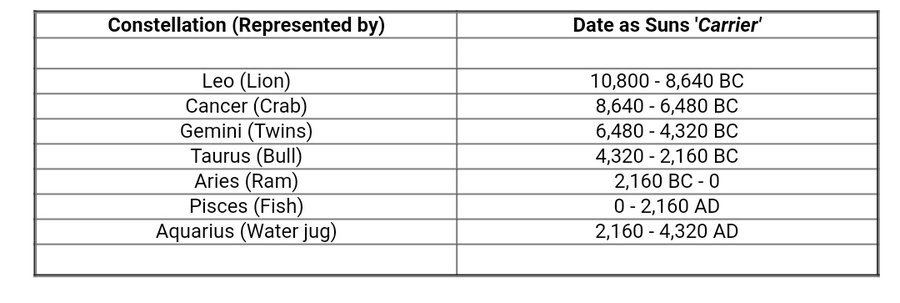 Constellation (Represented by) Date as Suns 'Carrier'
Leo (Lion) 10,800 - 8,640 BC
Cancer (Crab) 8,640 - 6,480 BC
Gemini (Twins) 6,480 - 4,320 BC
Taurus (Bull) 4,320 - 2,160 BC
Aries (Ram) 2,160 BC - 0
Pisces (Fish) 0 - 2,160 AD
Aquarius (Water jug) 2,160 - 4,320 AD